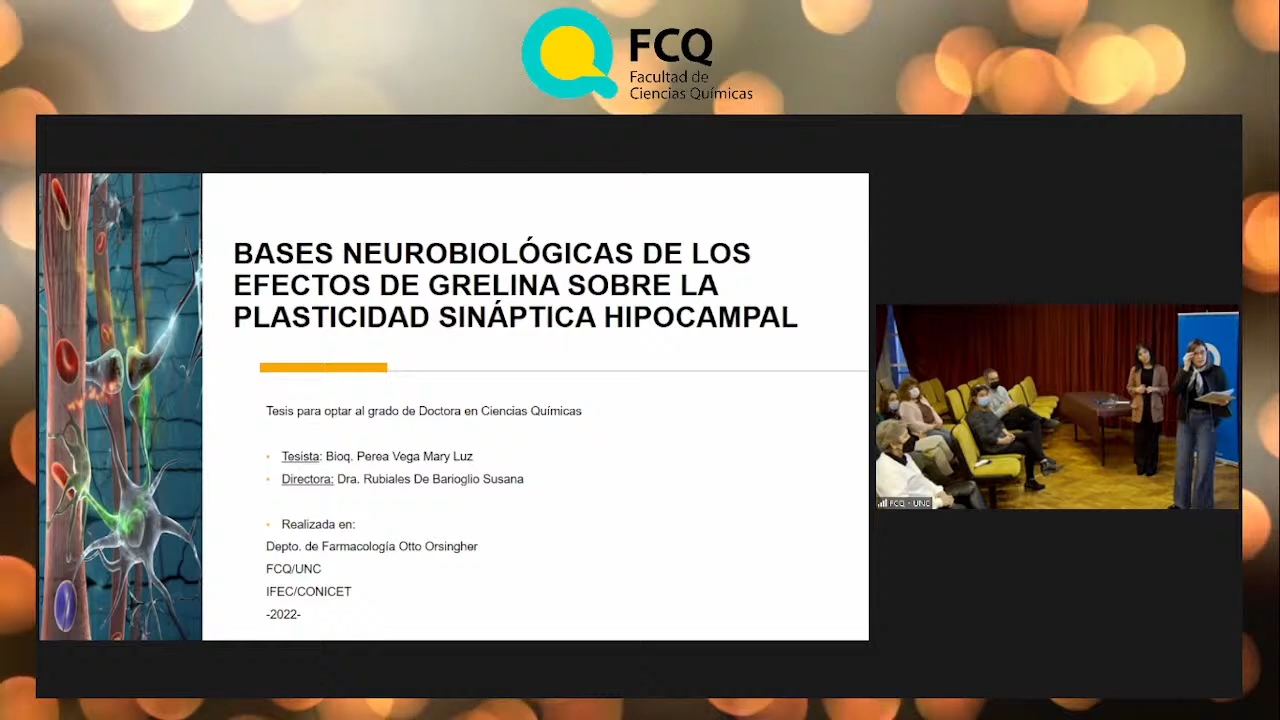 FCQ
Facultad de
Ciencias Químicas
BASES NEUROBIOLÓGICAS DE LOS
EFECTOS DE GRELINA SOBRE LA
PLASTICIDAD SINÁPTICA HIPOCAMPAL
Tesis para optar al grado de Doctora en Ciencias Químicas
Tesista: Bioq. Perea Vega Mary Luz
Directora: Dra. Rubiales De Barioglio Susana
Realizada en:
Depto. de Farmacología Otto Orsingher
FCQ/UNC
IFEC/CONICET
-2022-
FCQ - UNC